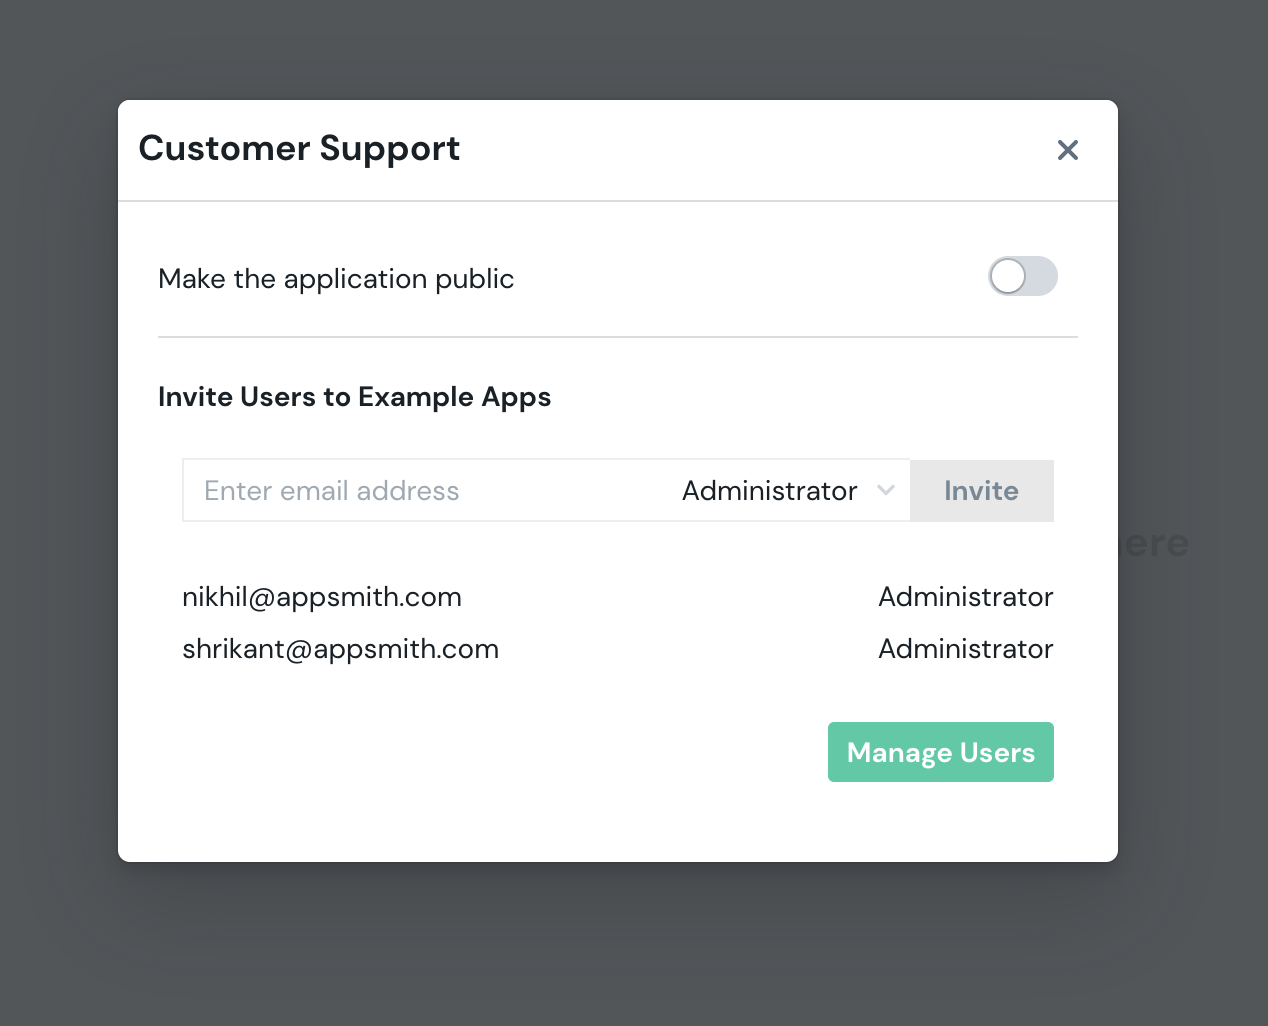 Customer Support
Make the application public
Invite Users to Example Apps
Enter email address
Administrator
Invite
nikhil@appsmith.com
Administrator
shrikant@appsmith.com
Administrator
Manage Users